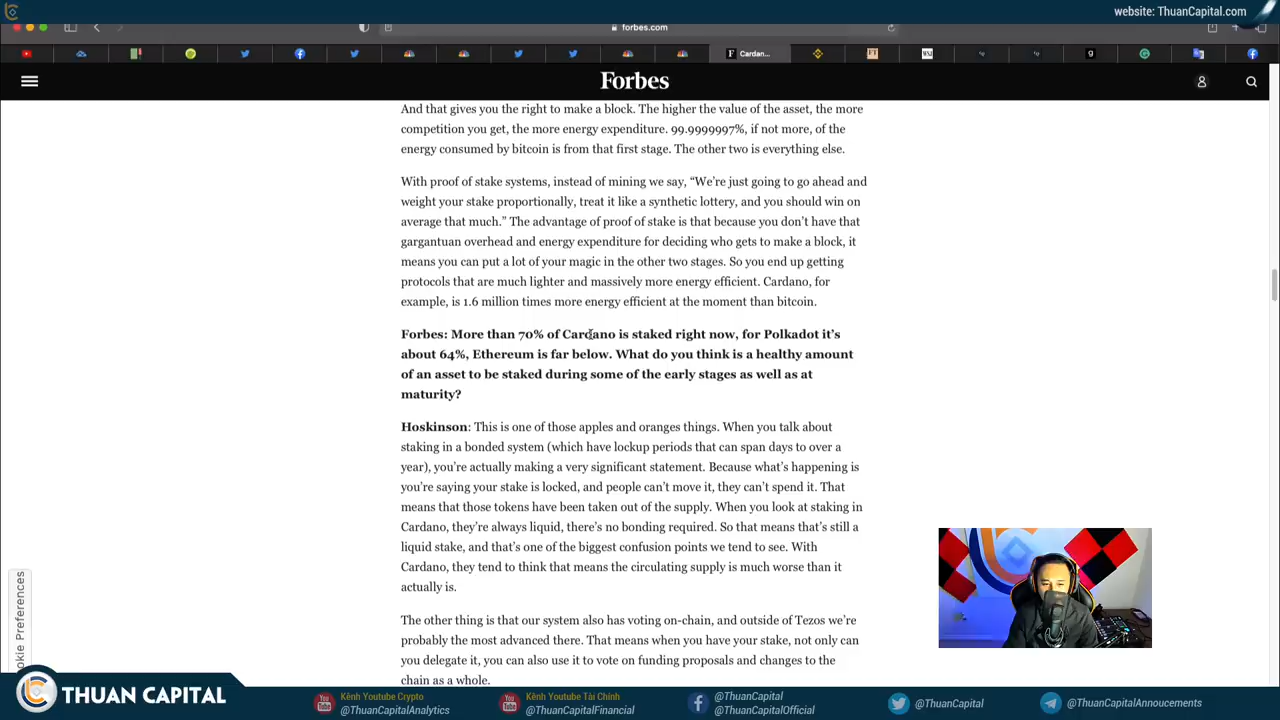 website: ThuanCapital.com
forbes.com
Cardan...
Forbes
And that gives you the right to make a block. The higher the value of the asset, the more
competition you get, the more energy expenditure. 99.9999997%, if not more, of the
energy consumed by bitcoin is from that first stage. The other two is everything else.
With proof of stake systems, instead of mining we say, “We’re just going to go ahead and
weight your stake proportionally, treat it like a synthetic lottery, and you should win on
average that much.” The advantage of proof of stake is that because you don’t have that
gargantuan overhead and energy expenditure for deciding who gets to make a block, it
means you can put a lot of your magic in the other two stages. So you end up getting
protocols that are much lighter and massively more energy efficient. Cardano, for
example, is 1.6 million times more energy efficient at the moment than bitcoin.
Forbes: More than 70% of Cardano is staked right now, for Polkadot it’s
about 64%, Ethereum is far below. What do you think is a healthy amount
of an asset to be staked during some of the early stages as well as at
maturity?
Hoskinson: This is one of those apples and oranges things. When you talk about
staking in a bonded system (which have lockup periods that can span days to over a
year), you’re actually making a very significant statement. Because what’s happening is
you’re saying your stake is locked, and people can’t move it, they can’t spend it. That
means that those tokens have been taken out of the supply. When you look at staking in
Cardano, they’re always liquid, there’s no bonding required. So that means that’s still a
liquid stake, and that’s one of the biggest confusion points we tend to see. With
Cardano, they tend to think that means the circulating supply is much worse than it
actually is.
The other thing is that our system also has voting on-chain, and outside of Tezos we’re
probably the most advanced there. That means when you have your stake, not only can
you delegate it, you can also use it to vote on funding proposals and changes to the
chain as a whole.
okie Preferences
THUAN CAPITAL
Kênh Youtube Crypto
@ThuanCapitalAnalytics
Kênh Youtube Tài Chính
@ThuanCapitalFinancial
@ThuanCapital
@ThuanCapitalOfficial
@ThuanCapital
@ThuanCapitalAnnoucements